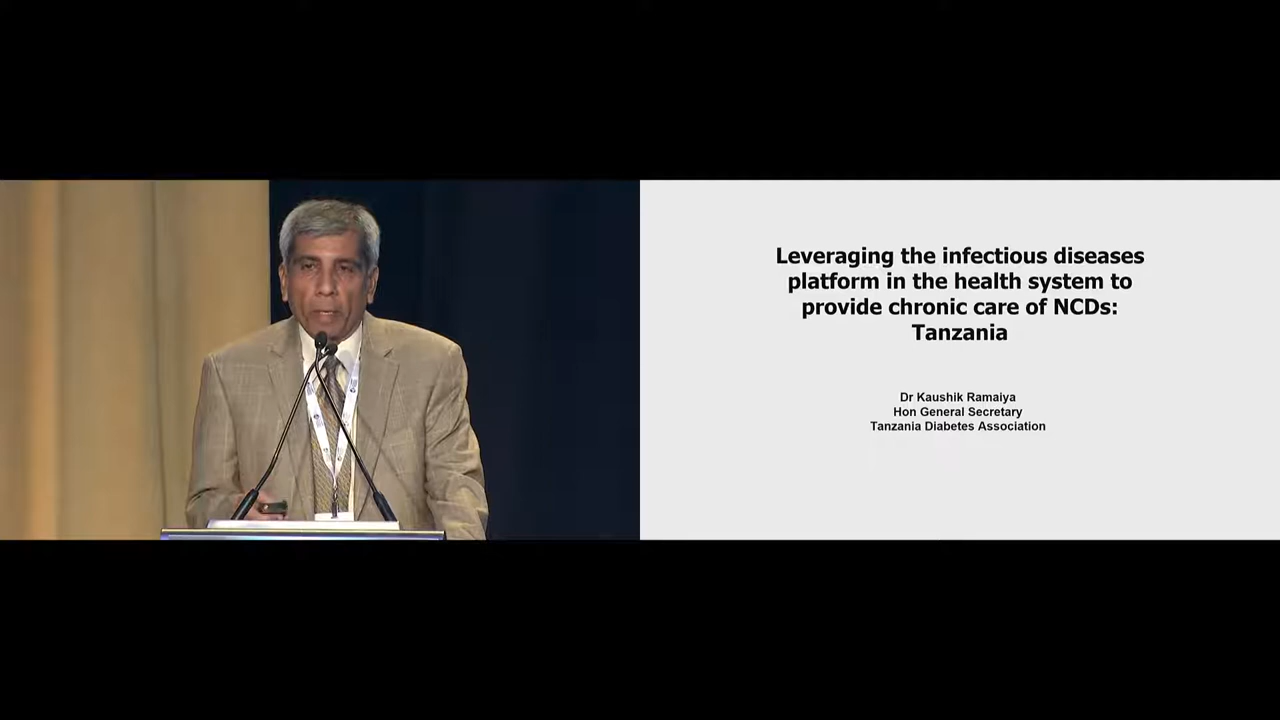 Leveraging the infectious diseases
platform in the health system to
provide chronic care of NCDs:
Tanzania
Dr Kaushik Ramaiya
Hon General Secretary
Tanzania Diabetes Association